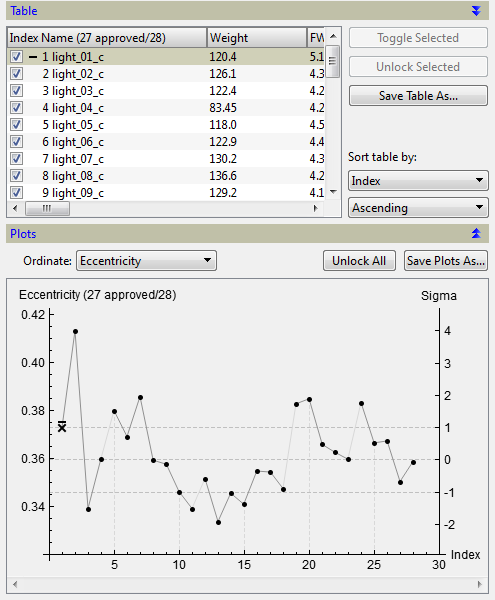 Table
Index Name (27 approved/28) Weight FW
1 light_01_c 120.4 5.1
2 light_02_c 126.1 4.3
3 light_03_c 122.4 4.2
4 light_04_c 83.45 4.2
5 light_05_c 118.0 4.5
6 light_06_c 122.9 4.4
7 light_07_c 130.2 4.3
8 light_08_c 136.6 4.2
9 light_09_c 129.2 4.1
Toggle Selected
Unlock Selected
Save Table As...
Sort table by:
Index
Ascending
Plots
Ordinate: Eccentricity Unlock All Save Plots As...
Eccentricity (27 approved/28) Sigma
0.42
0.40
0.38
0.36
0.34
4
3
2
1
0
-1
-2
Index
5 10 15 20 25 30